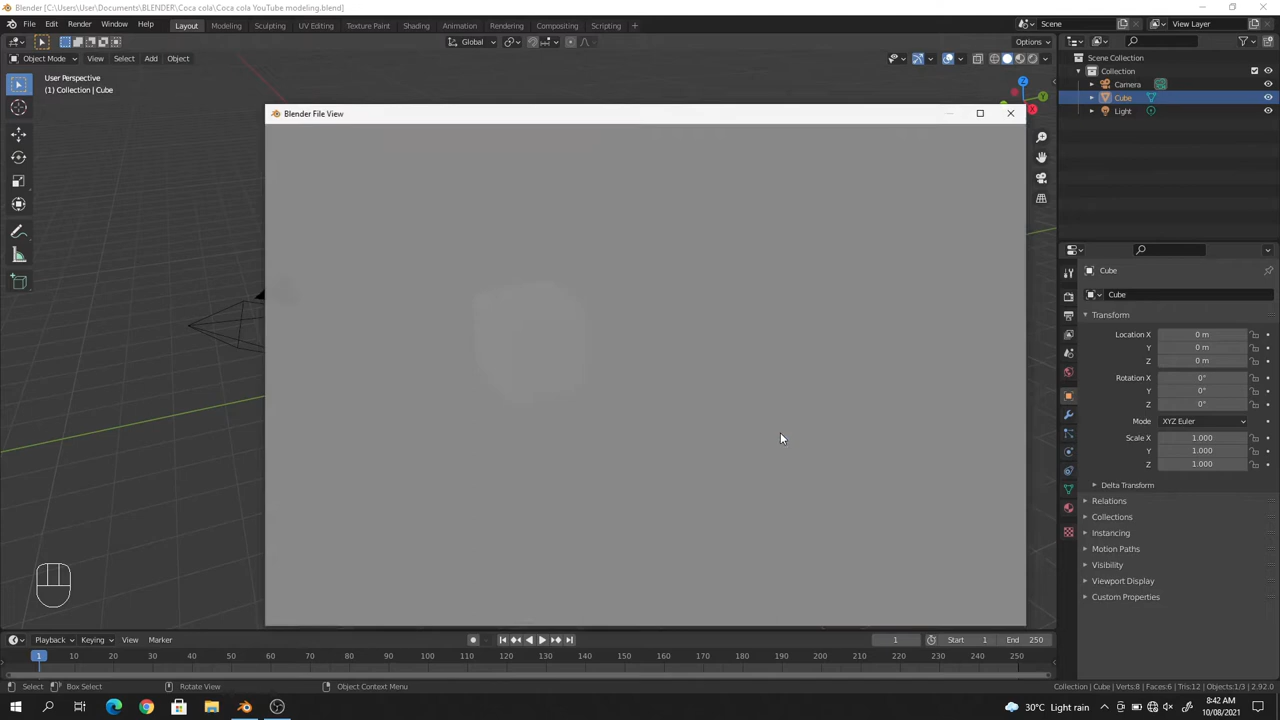 Blender [C:\Users\User\Documents\BLENDER\Coca cola\Coca cola YouTube modeling.blend]
File Edit Render Window Help Layout Modeling Sculpting UV Editing Texture Paint Shading Animation Rendering Compositing Scripting + Scene View Layer
Global Options
Object Mode View Select Add Object
User Perspective
(1) Collection | Cube
Z
Y
X
Scene Collection
Collection
Camera
Cube
Light
Blender File View
Cube
Cube
Transform
Location X 0 m
Y 0 m
Z 0 m
Rotation X 0°
Y 0°
Z 0°
Mode XYZ Euler
Scale X 1.000
Y 1.000
Z 1.000
Delta Transform
Relations
Collections
Instancing
Motion Paths
Visibility
Viewport Display
Custom Properties
Playback Keying View Marker 1 Start 1 End 250
1 10 20 30 40 50 60 70 80 90 100 110 120 130 140 150 160 170 180 190 200 210 220 230 240 250
Select Box Select Rotate View Object Context Menu Collection | Cube | Verts:8 | Faces:6 | Tris:12 | Objects:1/3 | 2.92.0
30°C Light rain 8:42 AM
10/08/2021